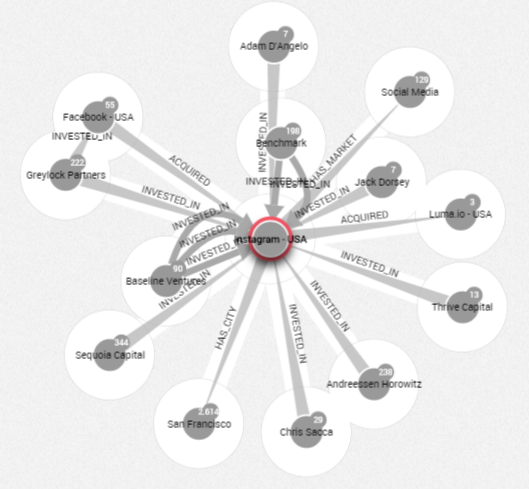 7
Adam D'Angelo
129
Social Media
55
Facebook - USA
INVESTED_IN
198
Benchmark
INVESTED_IN
HAS_MARKET
222
Greylock Partners
ACQUIRED
INVESTED_IN
INVESTED_IN
INVESTED_IN
7
Jack Dorsey
INVESTED_IN
INVESTED_IN
3
Luma.io - USA
ACQUIRED
INVESTED_IN
INVESTED_IN
INVESTED_IN
Instagram - USA
90
Baseline Ventures
INVESTED_IN
INVESTED_IN
13
Thrive Capital
344
Sequoia Capital
HAS_CITY
INVESTED_IN
INVESTED_IN
238
Andreessen Horowitz
2.614
San Francisco
29
Chris Sacca